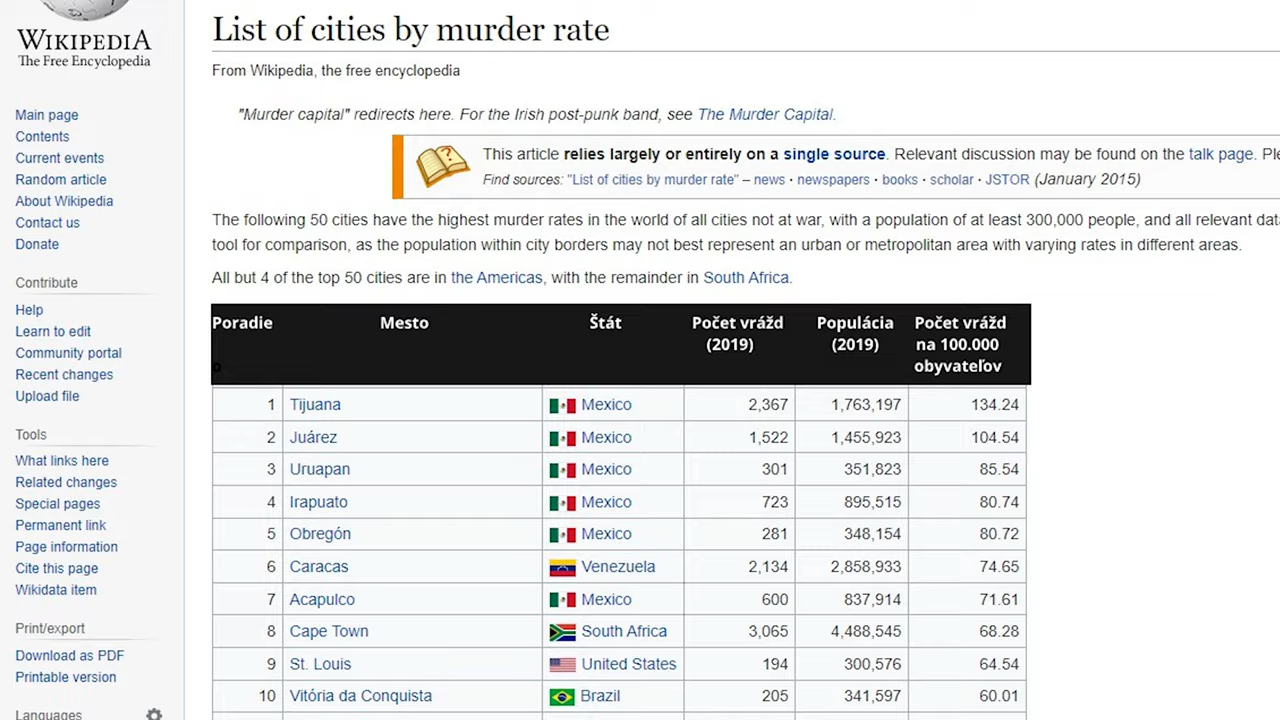 List of cities by murder rate
WIKIPEDIA
The Free Encyclopedia
From Wikipedia, the free encyclopedia
"Murder capital" redirects here. For the Irish post-punk band, see The Murder Capital.
This article relies largely or entirely on a single source. Relevant discussion may be found on the talk page.
Find sources: "List of cities by murder rate" – news · newspapers · books · scholar · JSTOR (January 2015)
The following 50 cities have the highest murder rates in the world of all cities not at war, with a population of at least 300,000 people, and all relevant
tool for comparison, as the population within city borders may not best represent an urban or metropolitan area with varying rates in different areas.
All but 4 of the top 50 cities are in the Americas, with the remainder in South Africa.
Main page
Contents
Current events
Random article
About Wikipedia
Contact us
Donate
Contribute
Help
Learn to edit
Community portal
Recent changes
Upload file
Tools
What links here
Related changes
Special pages
Permanent link
Page information
Cite this page
Wikidata item
Print/export
Download as PDF
Printable version
Languages
Poradie Mesto Štát Počet vrážd (2019) Populácia (2019) Počet vrážd na 100.000 obyvateľov
1 Tijuana Mexico 2,367 1,763,197 134.24
2 Juárez Mexico 1,522 1,455,923 104.54
3 Uruapan Mexico 301 351,823 85.54
4 Irapuato Mexico 723 895,515 80.74
5 Obregón Mexico 281 348,154 80.72
6 Caracas Venezuela 2,134 2,858,933 74.65
7 Acapulco Mexico 600 837,914 71.61
8 Cape Town South Africa 3,065 4,488,545 68.28
9 St. Louis United States 194 300,576 64.54
10 Vitória da Conquista Brazil 205 341,597 60.01